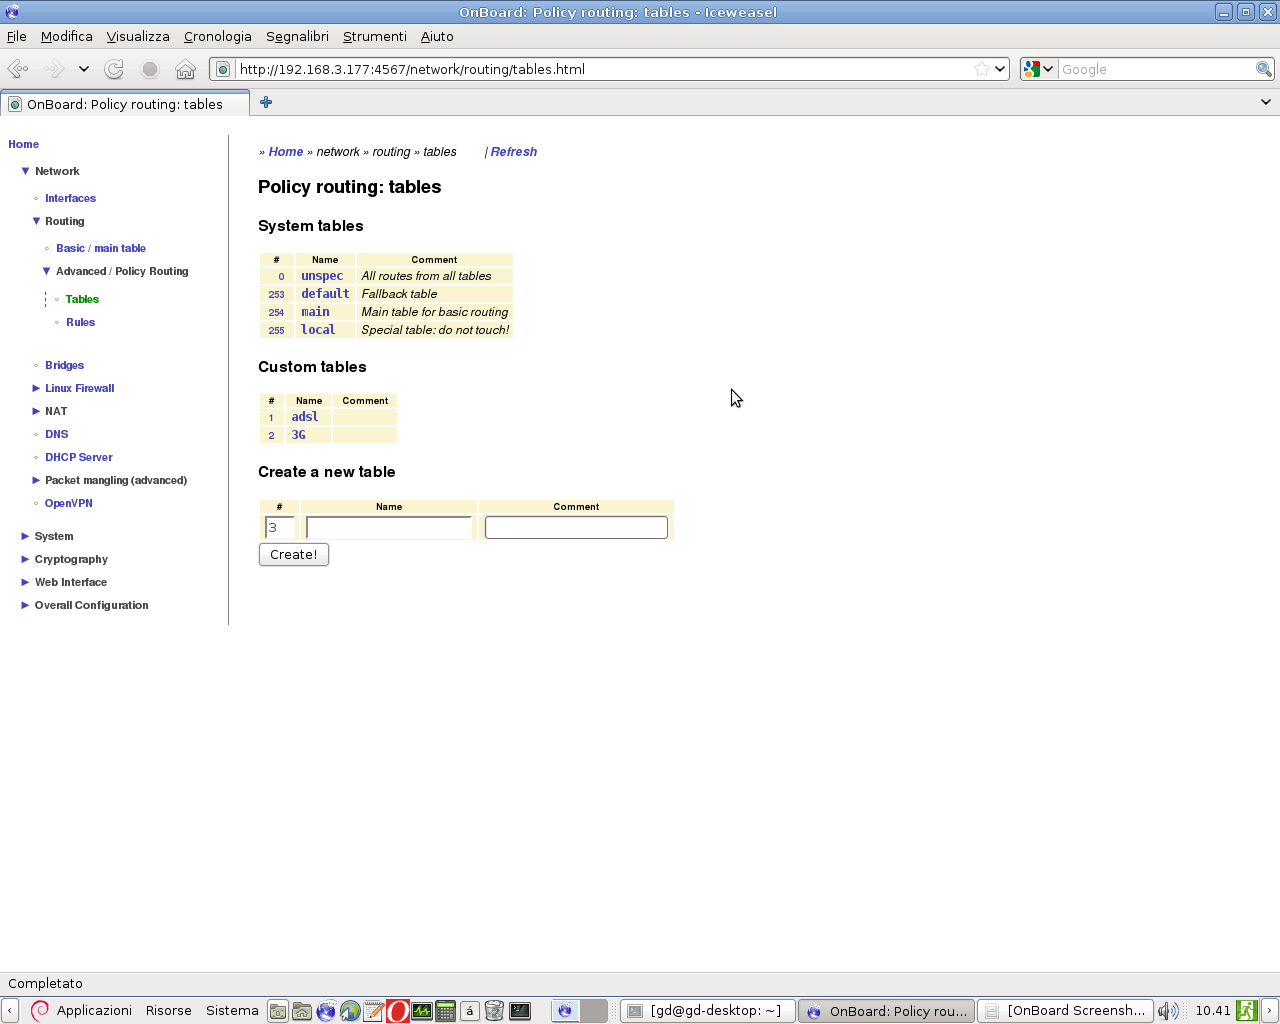 OnBoard: Policy routing: tables - Iceweasel
File Modifica Visualizza Cronologia Segnalibri Strumenti Aiuto
http://192.168.3.177:4567/network/routing/tables.html
Google
OnBoard: Policy routing: tables
Home
Network
Interfaces
Routing
Basic / main table
Advanced / Policy Routing
Tables
Rules
Bridges
Linux Firewall
NAT
DNS
DHCP Server
Packet mangling (advanced)
OpenVPN
System
Cryptography
Web Interface
Overall Configuration
» Home » network » routing » tables | Refresh
Policy routing: tables
System tables
# Name Comment
0 unspec All routes from all tables
253 default Fallback table
254 main Main table for basic routing
255 local Special table: do not touch!
Custom tables
# Name Comment
1 adsl
2 3G
Create a new table
# Name Comment
3
Create!
Completato
Applicazioni Risorse Sistema á [gd@gd-desktop: ~] OnBoard: Policy rou... [OnBoard Screensh... 10.41